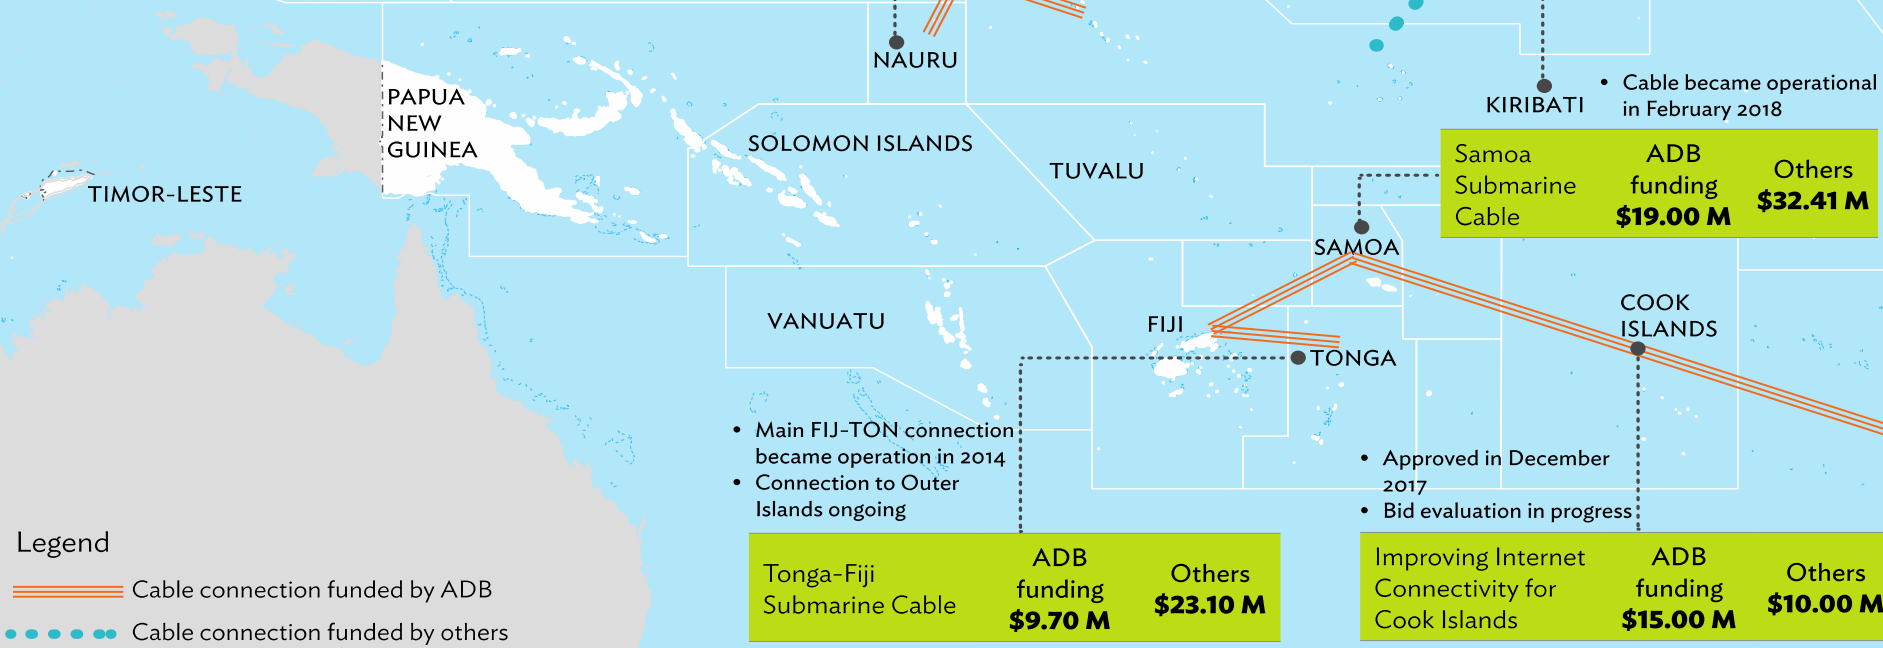 NAURU
PAPUA
NEW
GUINEA
KIRIBATI
• Cable became operational
in February 2018
SOLOMON ISLANDS
TUVALU
TIMOR-LESTE
Samoa
Submarine
Cable
ADB
funding
$19.00 M
Others
$32.41 M
SAMOA
VANUATU
FIJI
TONGA
COOK
ISLANDS
• Main FIJ-TON connection
became operation in 2014
• Connection to Outer
Islands ongoing
• Approved in December
2017
• Bid evaluation in progress
Tonga-Fiji
Submarine Cable
ADB
funding
$9.70 M
Others
$23.10 M
Improving Internet
Connectivity for
Cook Islands
ADB
funding
$15.00 M
Others
$10.00 M
Legend
Cable connection funded by ADB
Cable connection funded by others